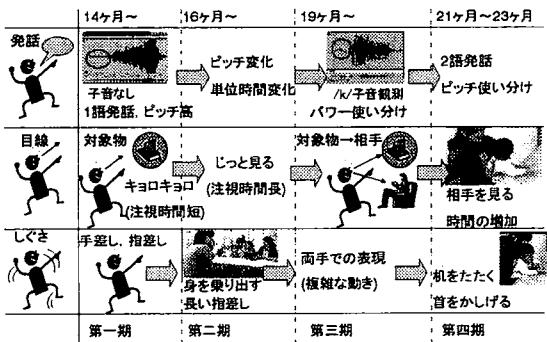 14ヶ月～
16ヶ月～
19ヶ月～
21ヶ月～23ヶ月
発話
子音なし
1語発話, ピッチ高
ピッチ変化
単位時間変化
/k/子音観測
パワー使い分け
2語発話
ピッチ使い分け
目線
対象物
キョロキョロ
(注視時間短)
じっと見る
(注視時間長)
対象物→相手
相手を見る
時間の増加
しぐさ
手差し, 指差し
身を乗り出す
長い指差し
両手での表現
(複雑な動き)
机をたたく
首をかしげる
第一期
第二期
第三期
第四期